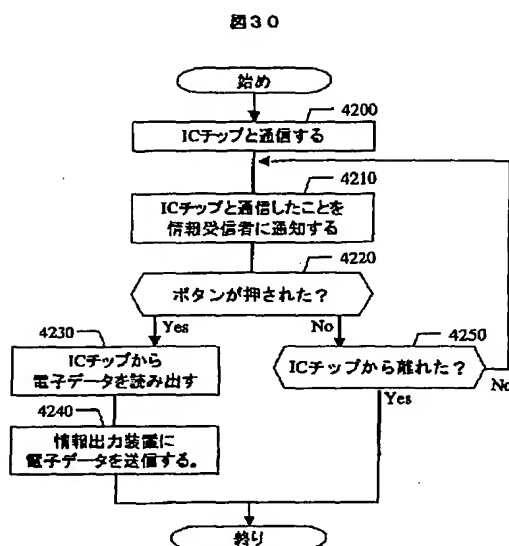 図30
始め
4200
ICチップと通信する
4210
ICチップと通信したことを
情報受信者に通知する
4220
ボタンが押された？
Yes
No
4230
ICチップから
電子データを読み出す
4250
ICチップから離れた？
No
Yes
4240
情報出力装置に
電子データを送信する。
終り